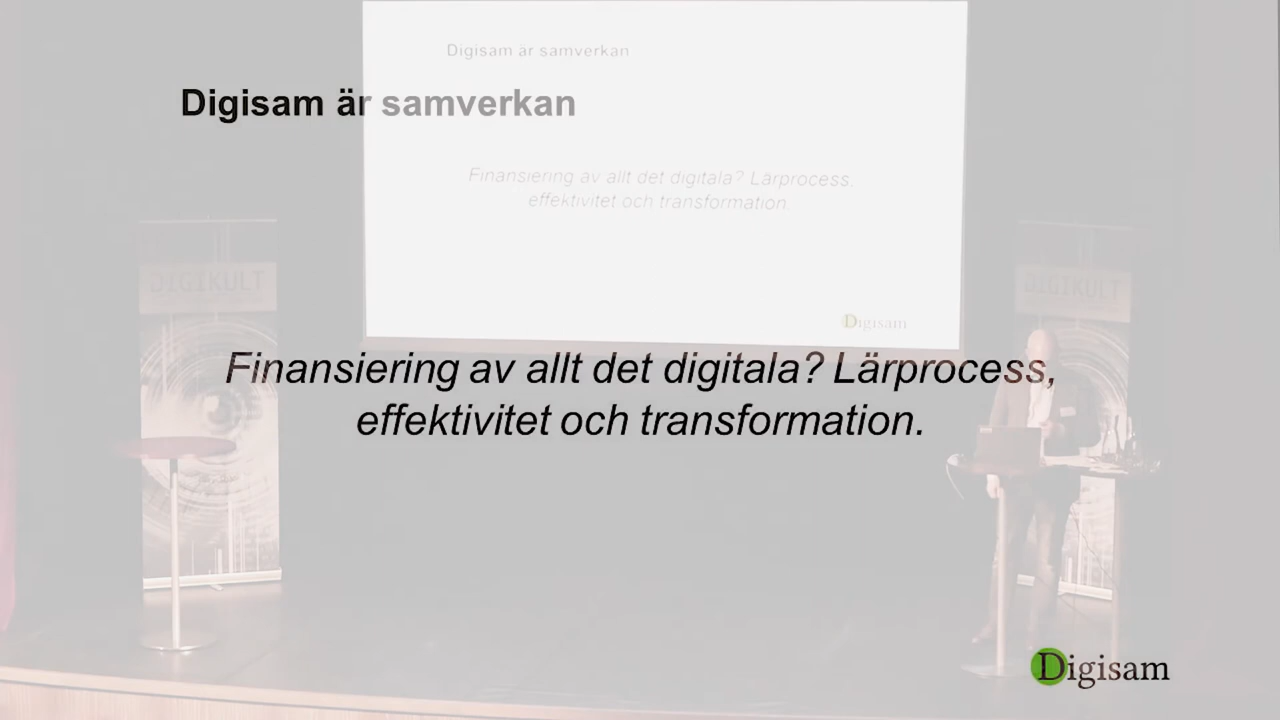 Digisam är samverkan
Digisam är samverkan
Finansiering av allt det digitala? Lärprocess,
effektivitet och transformation.
Digisam
DIGIKULT
DIGIKULT
Finansiering av allt det digitala? Lärprocess,
effektivitet och transformation.
Digisam